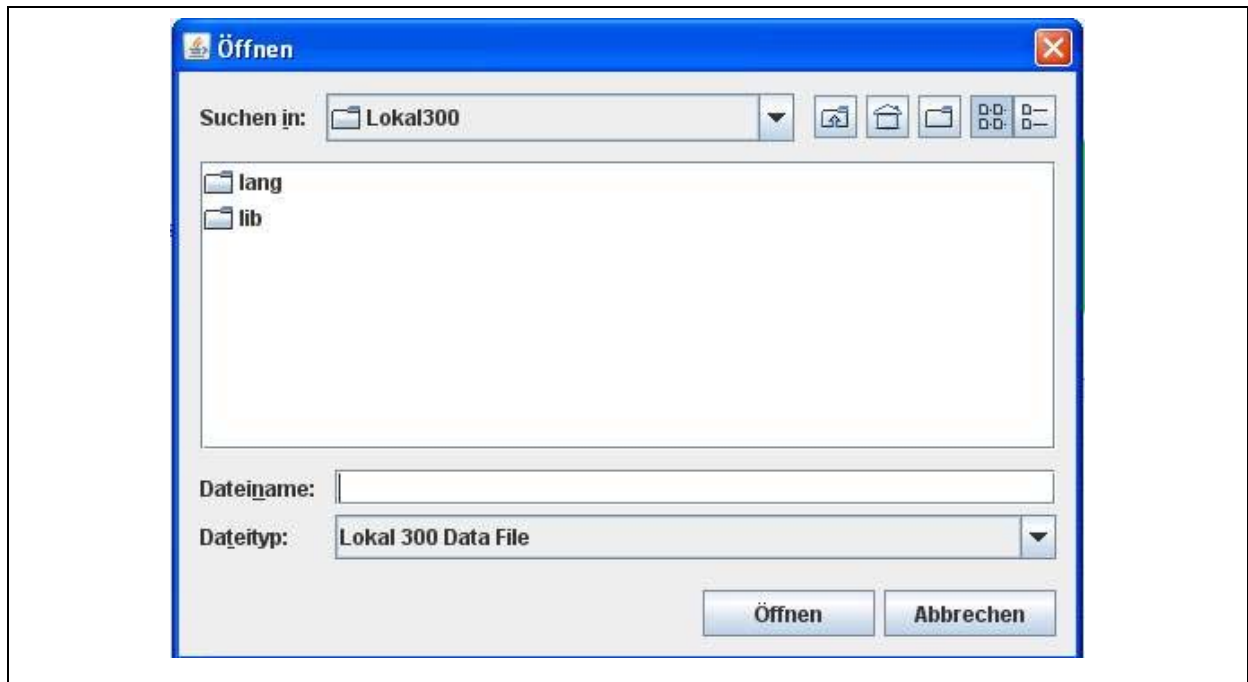 Öffnen
Suchen in: Lokal300
lang
lib
Dateiname:
Dateityp: Lokal 300 Data File
Öffnen Abbrechen